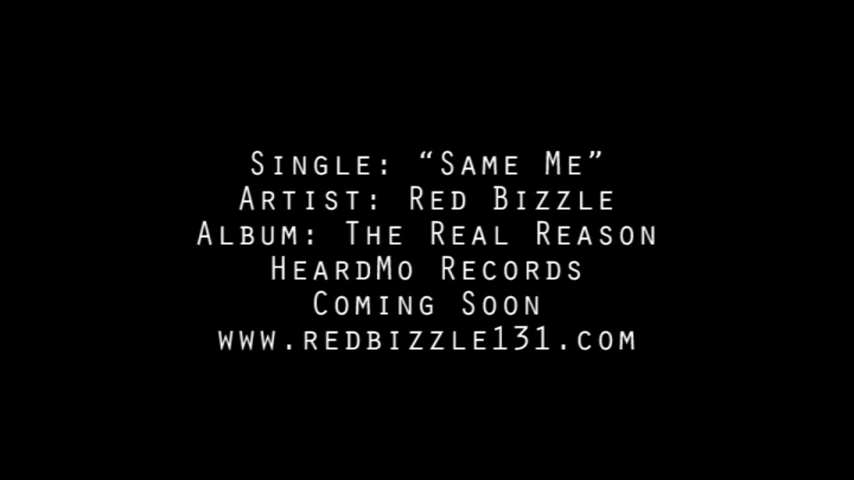 Single: “Same Me”
Artist: Red Bizzle
Album: The Real Reason
HeardMo Records
Coming Soon
www.redbizzle131.com